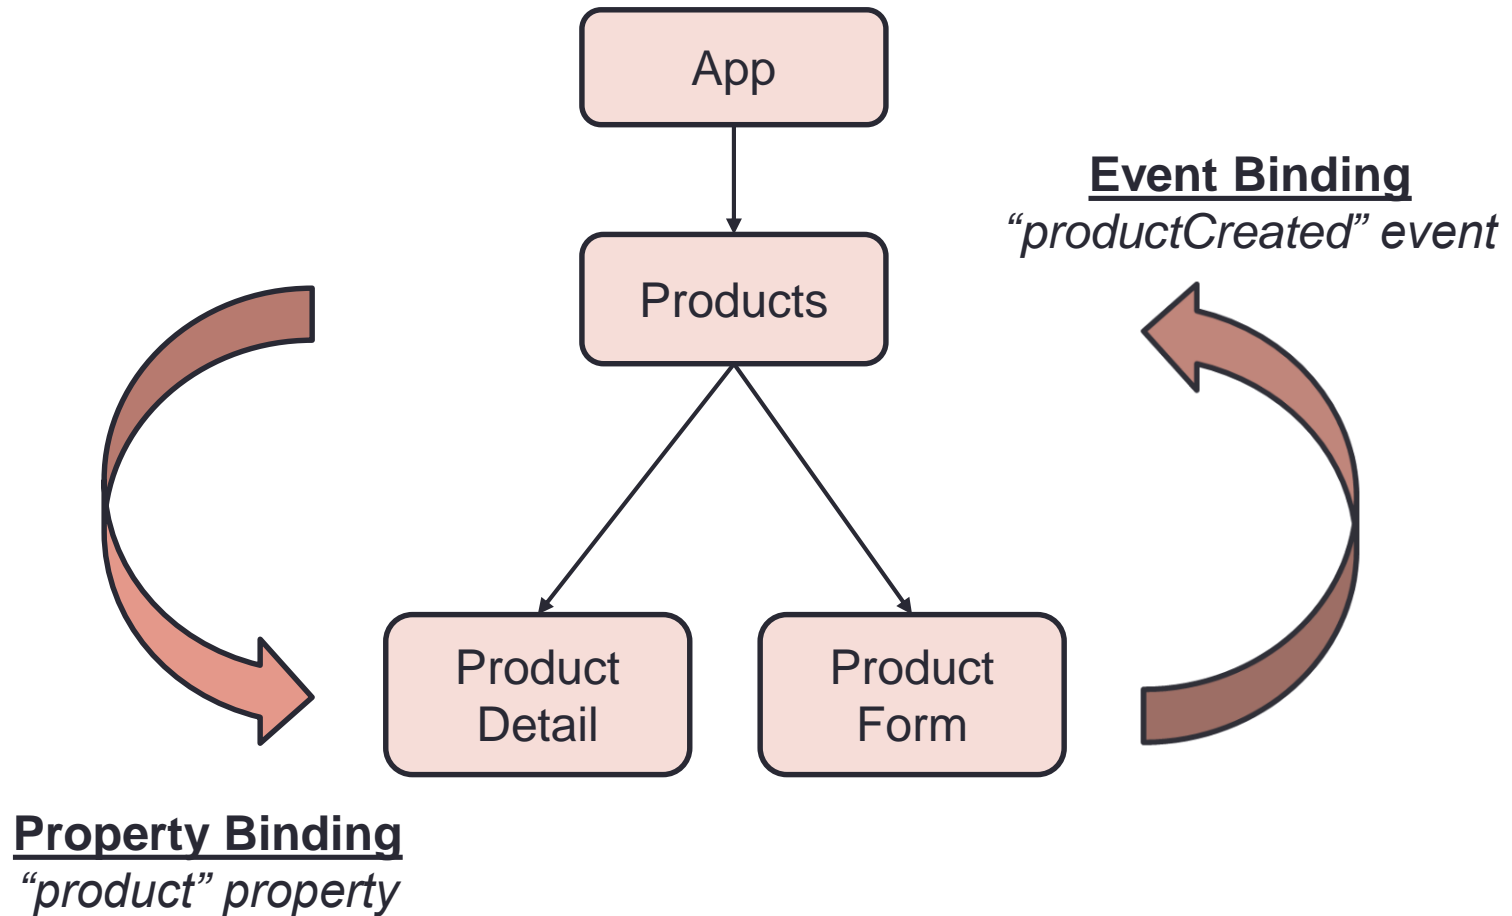 App
Event Binding
“productCreated” event
Products
Product
Detail
Product
Form
Property Binding
“product” property